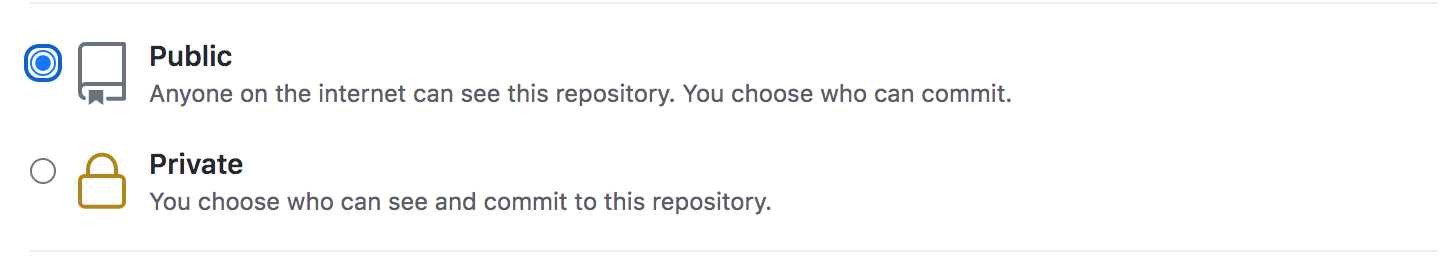 Public
Anyone on the internet can see this repository. You choose who can commit.
Private
You choose who can see and commit to this repository.